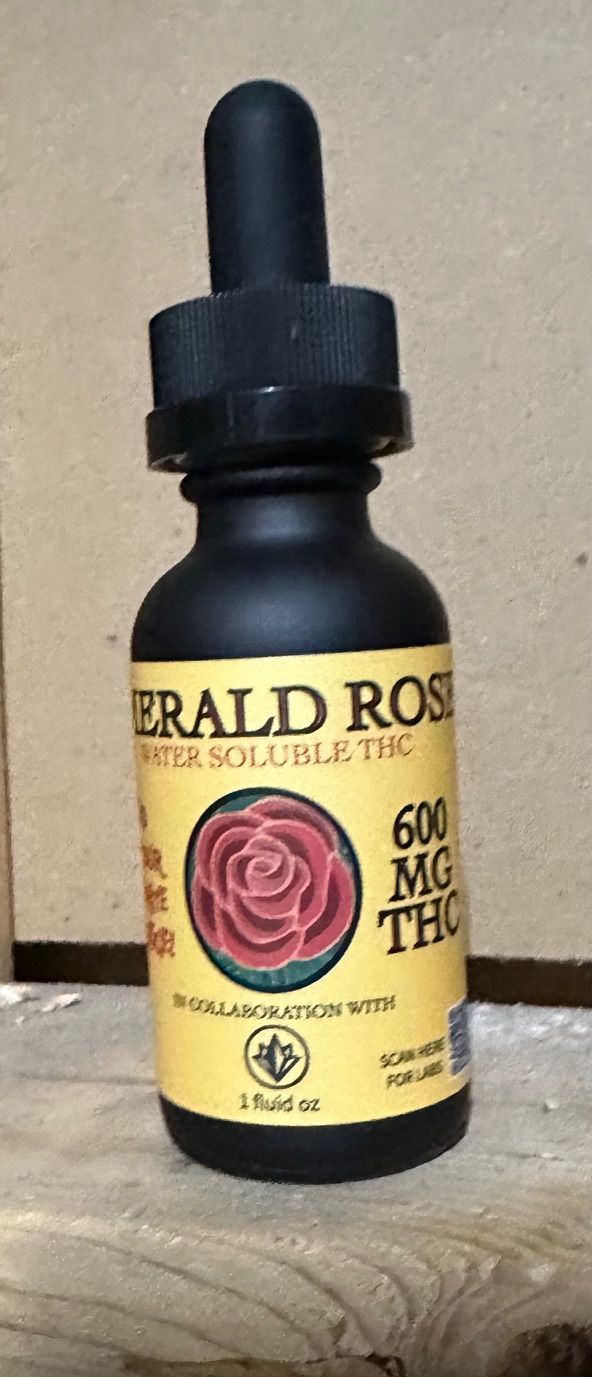 MERALD ROSE
WATER SOLUBLE THC
600
MG
THC
IN COLLABORATION WITH
SCAN HERE
FOR LABS
1 fluid oz